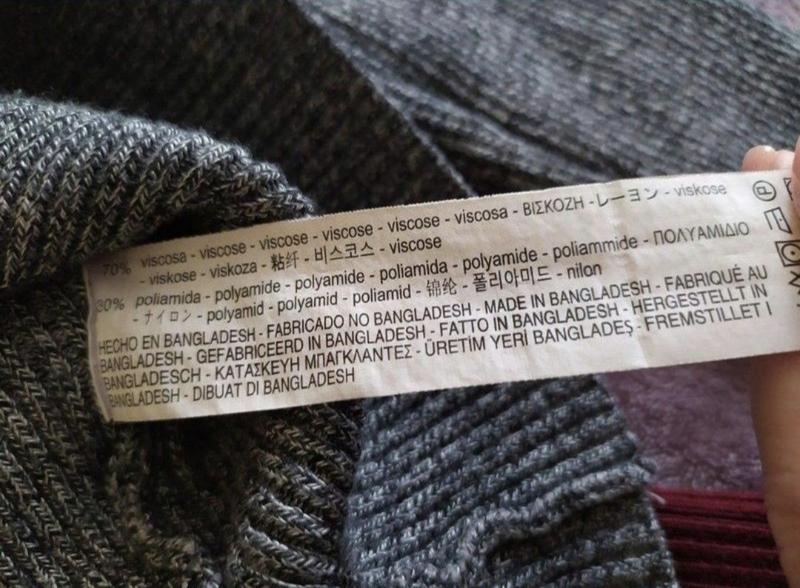 70% viscosa - viscose - viscose - viscose - viscose - viscosa - ΒΙΣΚΟΖΗ - レーヨン - viskose
- viskose - viskoza - 粘纤 - 비스코스 - viscose
30% poliamida - polyamide - polyamide - poliamida - polyamide - poliammide - ΠΟΛΥΑΜΙΔΙΟ
- ナイロン - polyamid - polyamid - poliamid - 锦纶 - 폴리아미드 - nilon
HECHO EN BANGLADESH - FABRICADO NO BANGLADESH - MADE IN BANGLADESH - FABRIQUÉ AU
BANGLADESH - GEFABRICEERD IN BANGLADESH - FATTO IN BANGLADESH - HERGESTELLT IN
BANGLADESCH - ΚΑΤΑΣΚΕΥΗ ΜΠΑΓΚΛΑΝΤΕΣ - ÜRETİM YERİ BANGLADEŞ - FREMSTILLET I
BANGLADESH - DIBUAT DI BANGLADESH